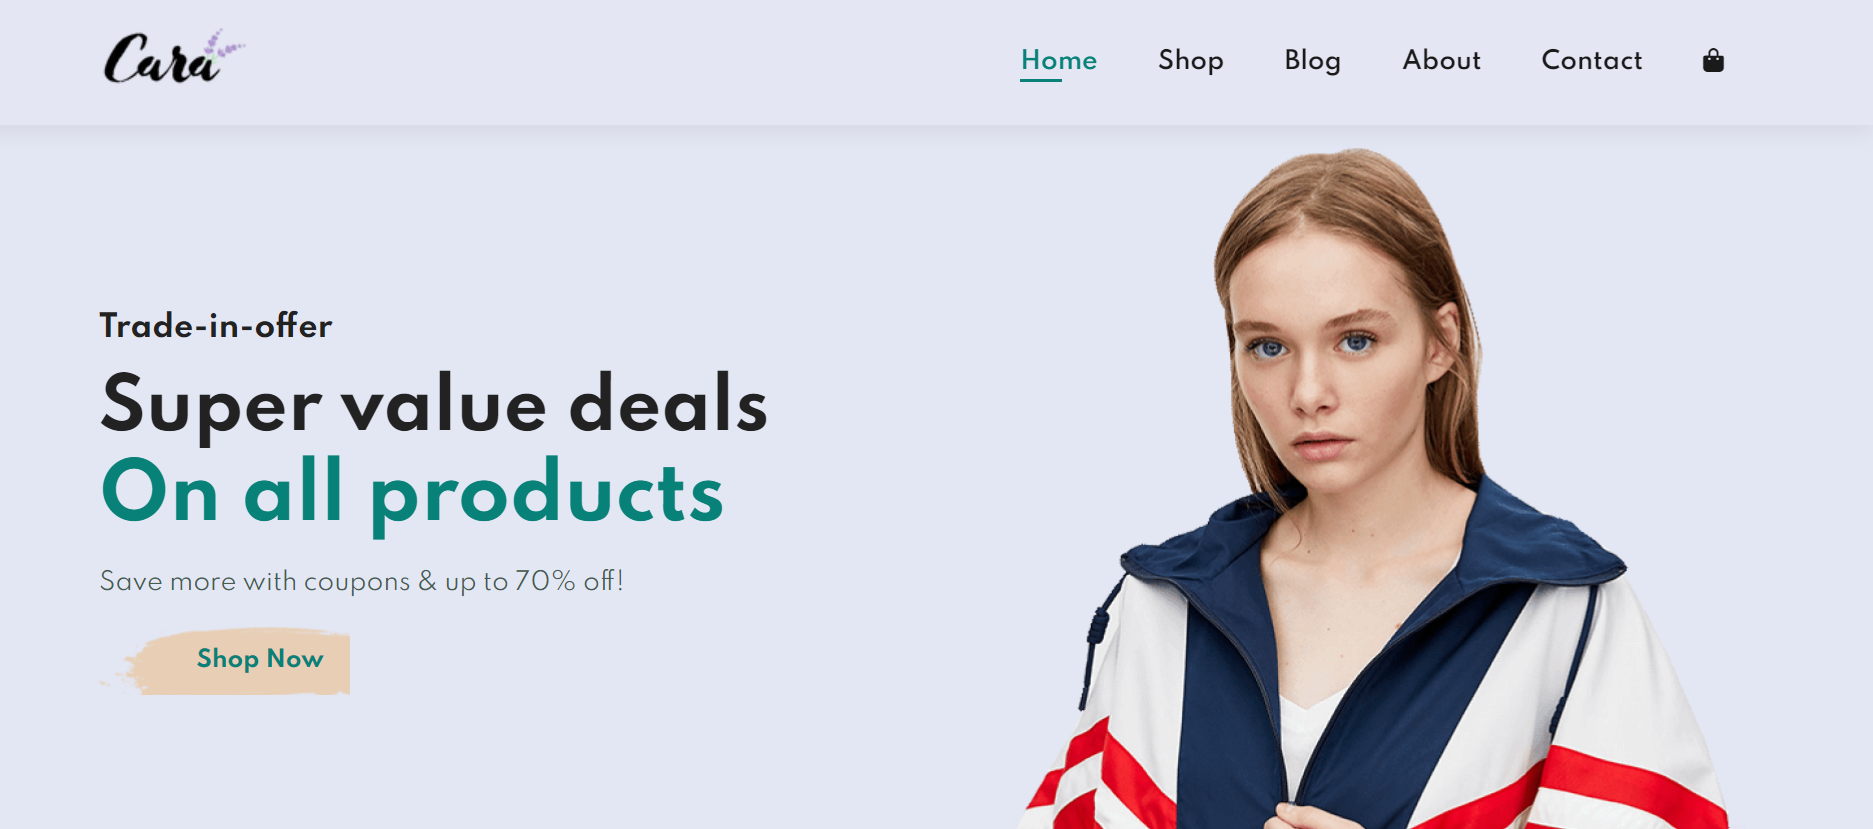 Cara
Home Shop Blog About Contact
Trade-in-offer
Super value deals
On all products
Save more with coupons & up to 70% off!
Shop Now